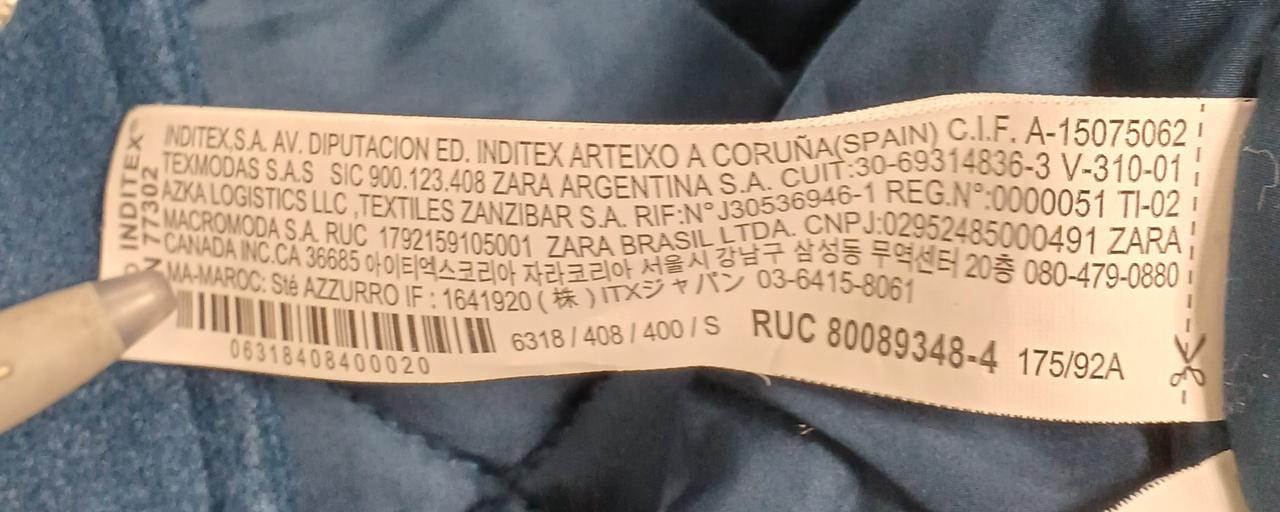 INDITEX,S.A. AV. DIPUTACION ED. INDITEX ARTEIXO A CORUÑA(SPAIN) C.I.F. A-15075062
TEXMODAS S.A.S SIC 900.123.408 ZARA ARGENTINA S.A. CUIT:30-69314836-3 V-310-01
AZKA LOGISTICS LLC ,TEXTILES ZANZIBAR S.A. RIF:N° J30536946-1 REG.N°:0000051 TI-02
MACROMODA S.A. RUC 1792159105001 ZARA BRASIL LTDA. CNPJ:02952485000491 ZARA
CANADA INC.CA 36685 아이티엑스코리아 자라코리아 서울시 강남구 삼성동 무역센터 20층 080-479-0880
MA-MAROC: Sté AZZURRO IF : 1641920 ( 株 ) ITXジャパン 03-6415-8061
6318 / 408 / 400 / S RUC 80089348-4 175/92A
06318408400020
INDITEX
77302